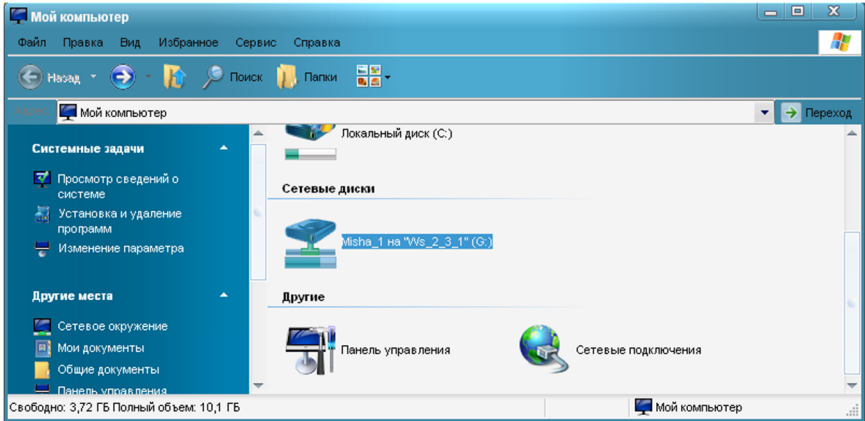 Мой компьютер
Файл Правка Вид Избранное Сервис Справка
Назад Поиск Папки
Мой компьютер Переход
Системные задачи
Просмотр сведений о
системе
Установка и удаление
программ
Изменение параметра
Другие места
Сетевое окружение
Мои документы
Общие документы
Панель управления
Локальный диск (C:)
Сетевые диски
Misha_1 на "Ws_2_3_1" (G:)
Другие
Панель управления
Сетевые подключения
Свободно: 3,72 ГБ Полный объем: 10,1 ГБ
Мой компьютер